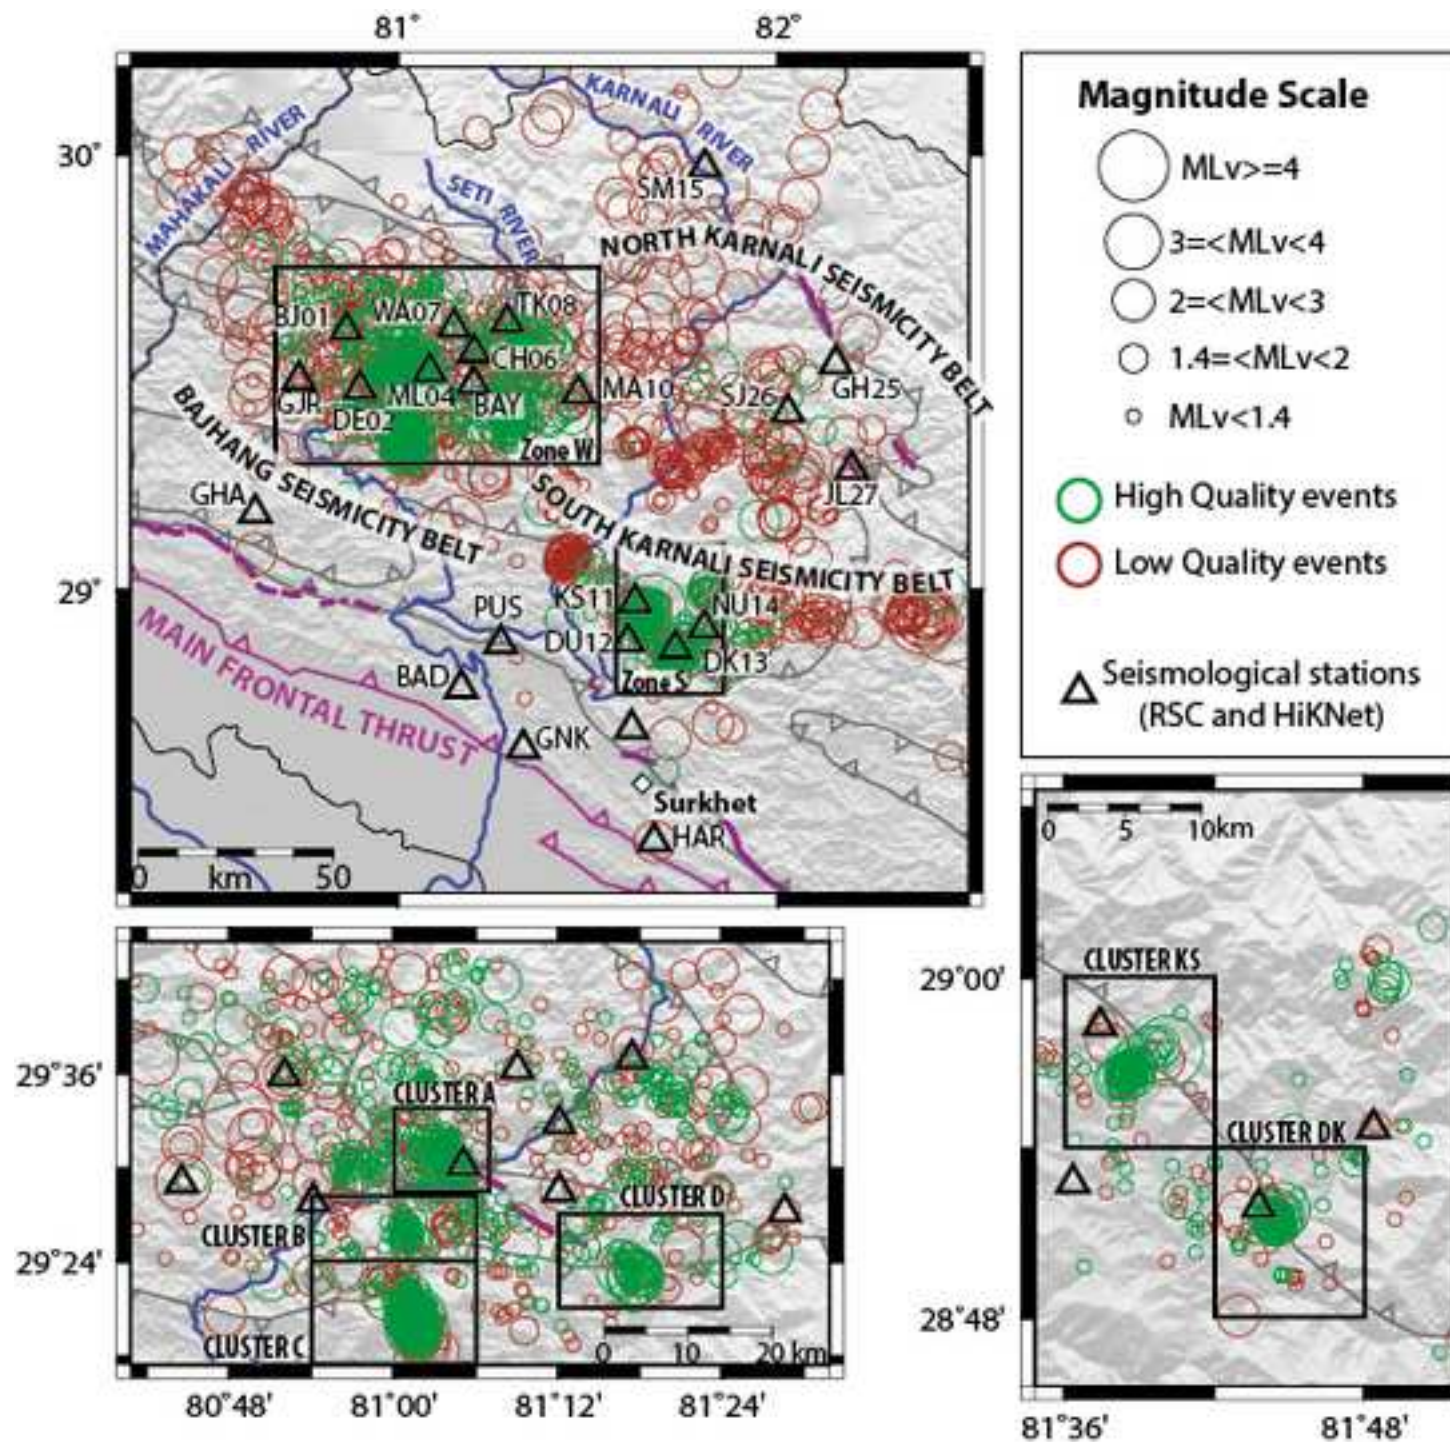 81°
82°
30°
29°
KARNALI RIVER
MAHAKALI RIVER
SETI RIVER
SM15
NORTH KARNALI SEISMICITY BELT
BJ01
WA07
TK08
CH06
GJR
DE02
ML04
BAY
MA10
SJ26
GH25
Zone W
JL27
BAJHANG SEISMICITY BELT
GHA
SOUTH KARNALI SEISMICITY BELT
KS11
NU14
PUS
DU12
DK13
BAD
Zone S
MAIN FRONTAL THRUST
GNK
Surkhet
HAR
0 km 50
Magnitude Scale
MLv>=4
3=<MLv<4
2=<MLv<3
1.4=<MLv<2
MLv<1.4
High Quality events
Low Quality events
Seismological stations
(RSC and HiKNet)
29°36'
29°24'
CLUSTER A
CLUSTER B
CLUSTER C
CLUSTER D
0 10 20 km
80°48' 81°00' 81°12' 81°24'
0 5 10km
29°00'
28°48'
CLUSTER KS
CLUSTER DK
81°36' 81°48'